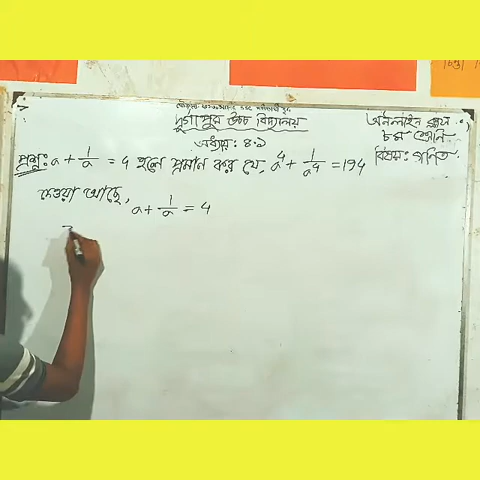 দুর্গাপুর উচ্চ বিদ্যালয়
অনলাইন ক্লাস
৮ম শ্রেণি
বিষয়: গণিত
অধ্যায়: ৪.১
প্রশ্ন: a + 1/a = 4 হলে প্রমাণ কর যে, a⁴ + 1/a⁴ = 194
দেওয়া আছে,
a + 1/a = 4